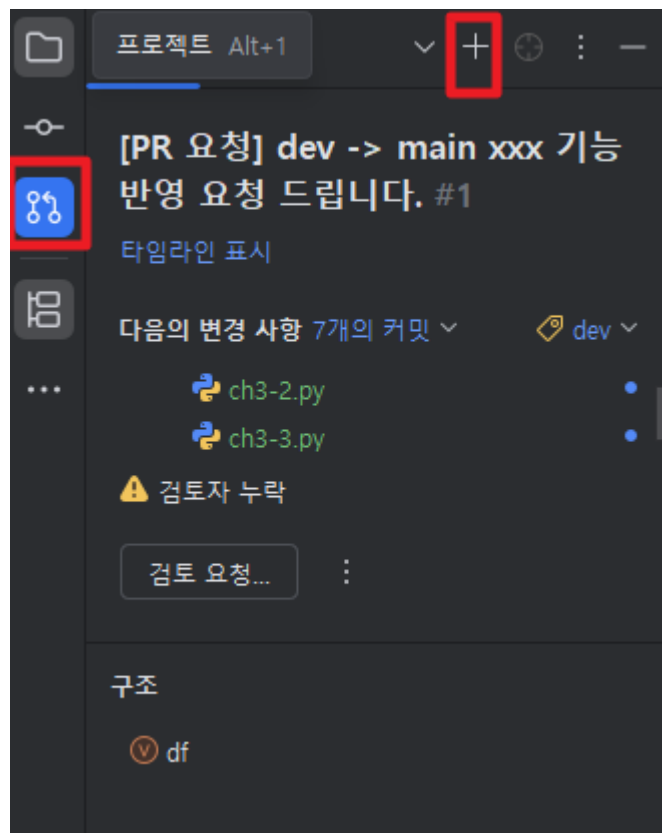 프로젝트 Alt+1
[PR 요청] dev -> main xxx 기능
반영 요청 드립니다. #1
타임라인 표시
다음의 변경 사항 7개의 커밋 dev
ch3-2.py
ch3-3.py
검토자 누락
검토 요청...
구조
V df